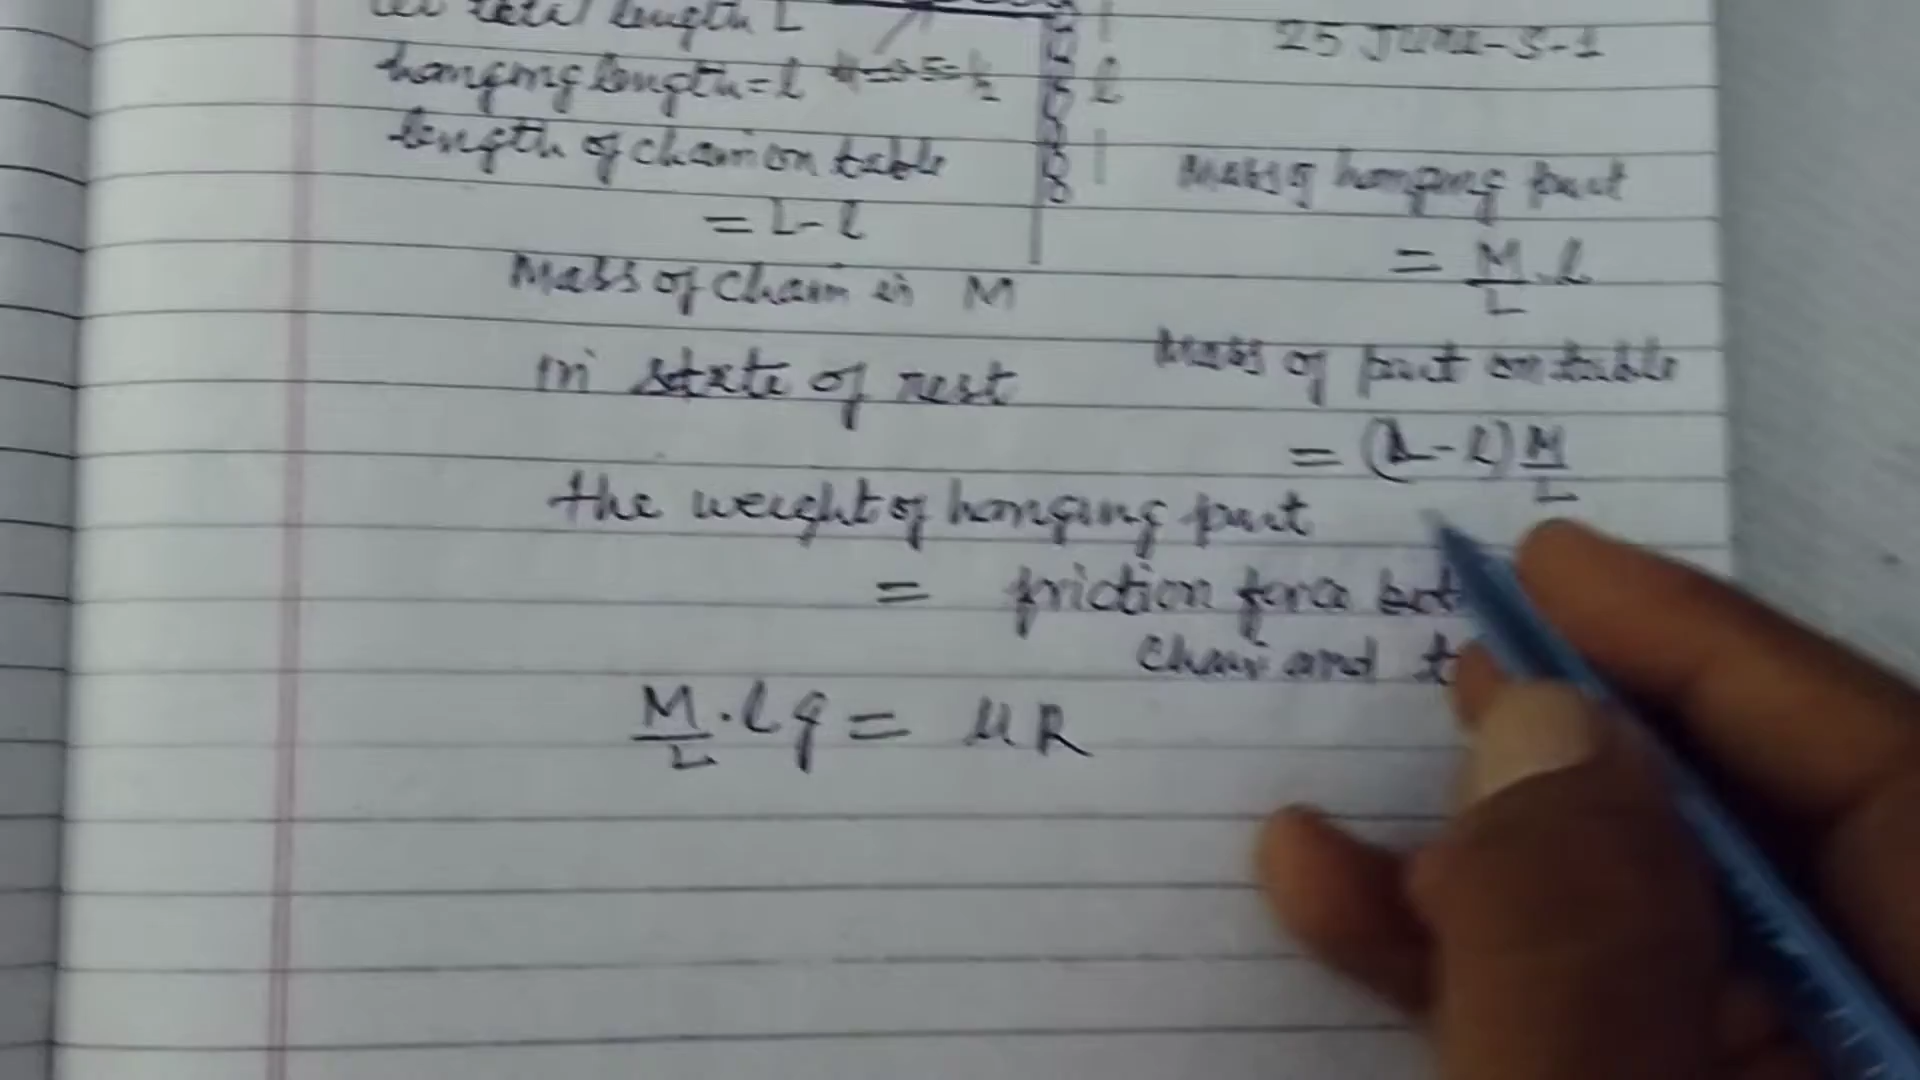 let total length L
hanging length = l
l
length of chain on table
= L - l
Mass of chain is M
in state of rest
25 June-S-1
Mass of hanging part
= M/L . l
Mass of part on table
= (L - l) M/L
the weight of hanging part
= friction force
chain and
M/L . l g = μR